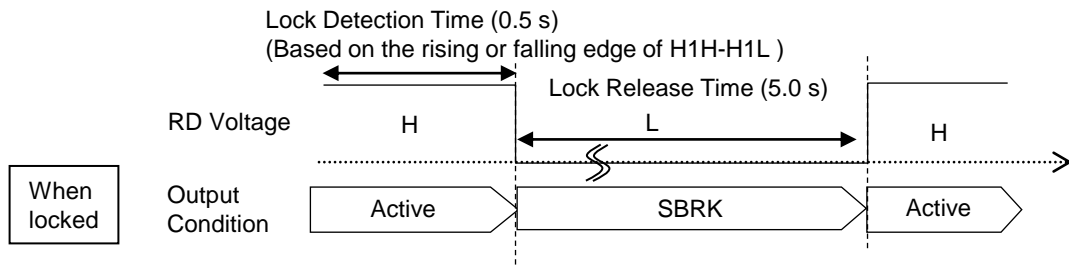 Lock Detection Time (0.5 s)
(Based on the rising or falling edge of H1H-H1L )
Lock Release Time (5.0 s)
RD Voltage
H
L
H
When
locked
Output
Condition
Active
SBRK
Active